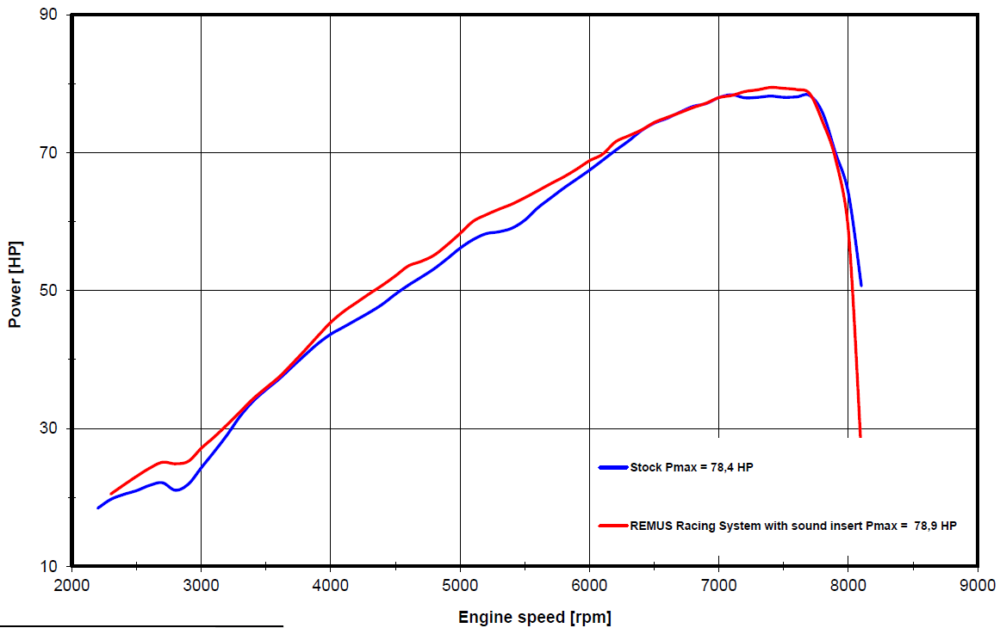 90
70
50
30
10
Power [HP]
Stock Pmax = 78,4 HP
REMUS Racing System with sound insert Pmax =  78,9 HP
2000 3000 4000 5000 6000 7000 8000 9000
Engine speed [rpm]